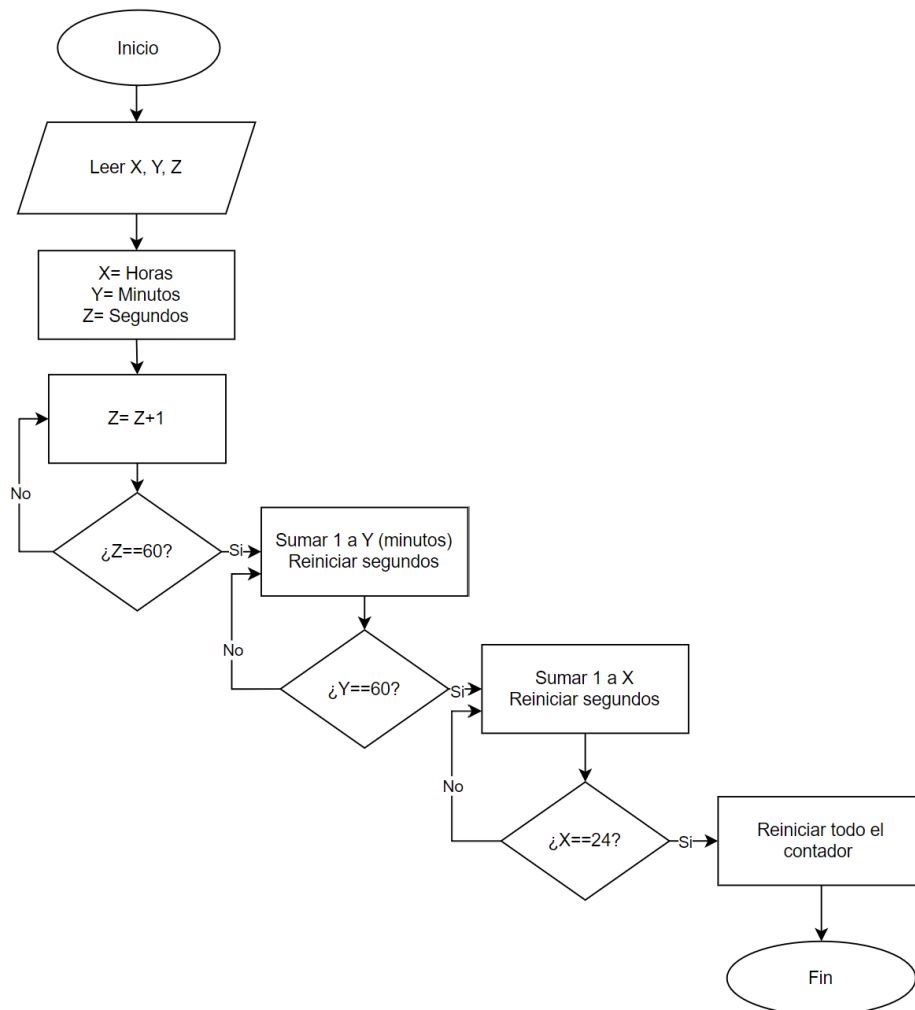 Inicio
Leer X, Y, Z
X= Horas
Y= Minutos
Z= Segundos
Z= Z+1
No
¿Z==60?
Si
Sumar 1 a Y (minutos)
Reiniciar segundos
No
¿Y==60?
Si
Sumar 1 a X
Reiniciar segundos
No
¿X==24?
Si
Reiniciar todo el
contador
Fin